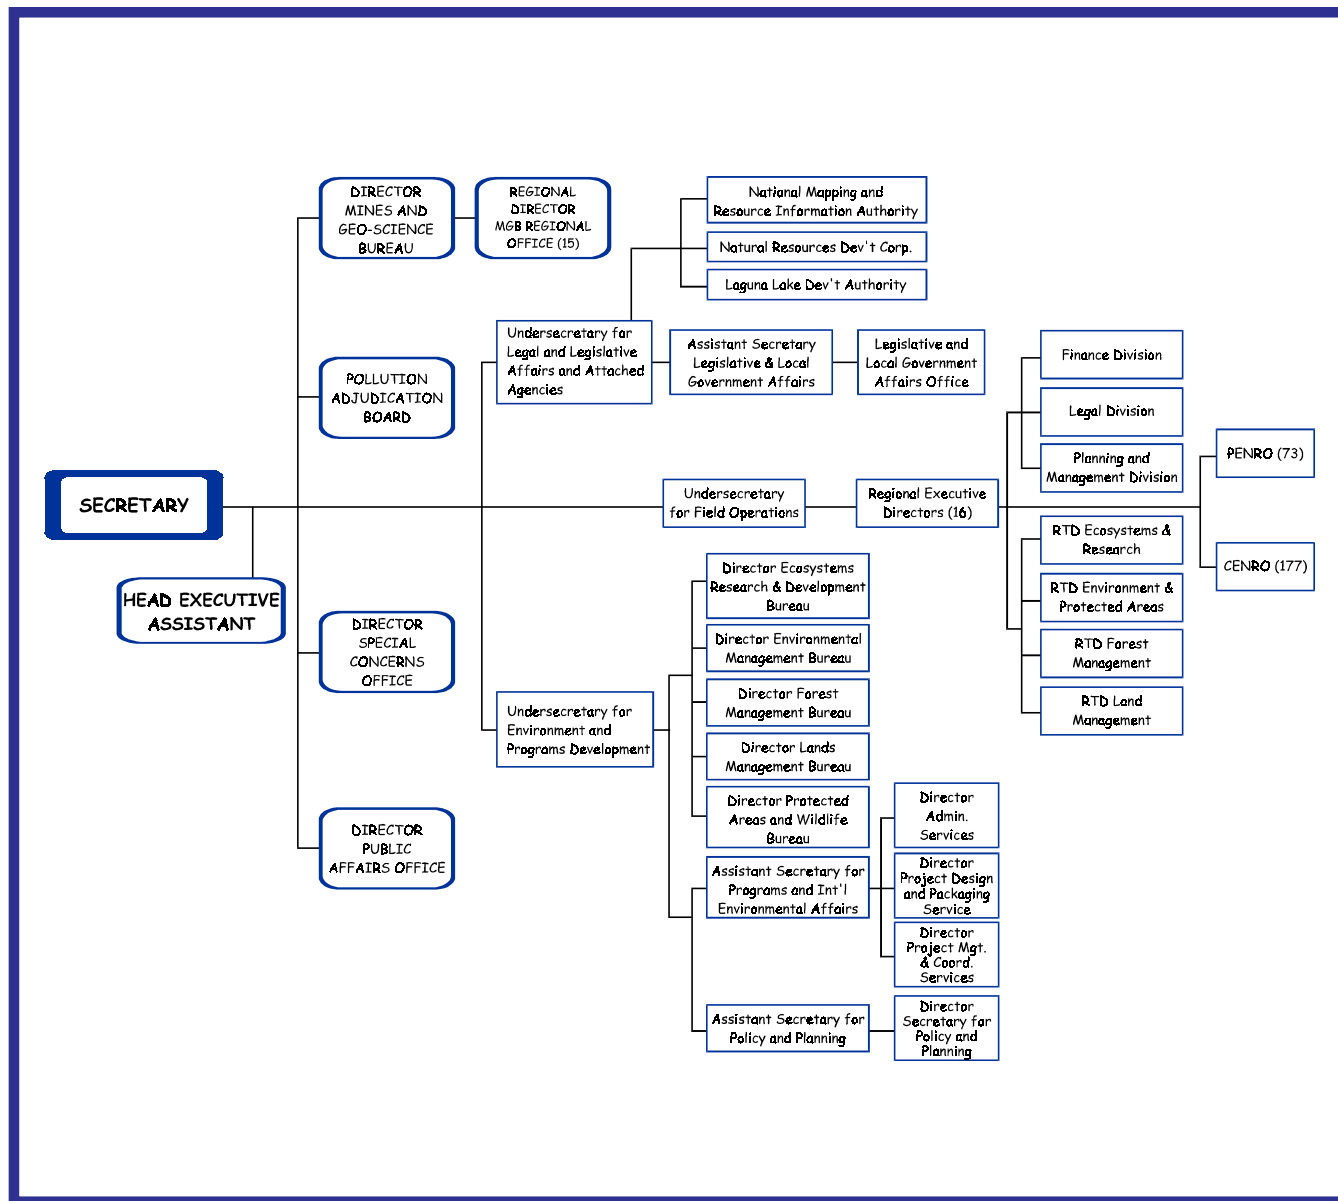 DIRECTOR
MINES AND
GEO-SCIENCE
BUREAU
REGIONAL
DIRECTOR
MGB REGIONAL
OFFICE (15)
National Mapping and
Resource Information Authority
Natural Resources Dev't Corp.
Laguna Lake Dev't Authority
Undersecretary for
Legal and Legislative
Affairs and Attached
Agencies
Assistant Secretary
Legislative & Local
Government Affairs
Legislative and
Local Government
Affairs Office
Finance Division
Legal Division
Planning and
Management Division
POLLUTION
ADJUDICATION
BOARD
SECRETARY
HEAD EXECUTIVE
ASSISTANT
Undersecretary
for Field Operations
Regional Executive
Directors (16)
PENRO (73)
CENRO (177)
RTD Ecosystems &
Research
RTD Environment &
Protected Areas
RTD Forest
Management
RTD Land
Management
DIRECTOR
SPECIAL
CONCERNS
OFFICE
Undersecretary for
Environment and
Programs Development
Director Ecosystems
Research & Development
Bureau
Director Environmental
Management Bureau
Director Forest
Management Bureau
Director Lands
Management Bureau
Director Protected
Areas and Wildlife
Bureau
DIRECTOR
PUBLIC
AFFAIRS OFFICE
Assistant Secretary for
Programs and Int'l
Environmental Affairs
Director
Admin.
Services
Director
Project Design
and Packaging
Service
Director
Project Mgt.
& Coord.
Services
Assistant Secretary for
Policy and Planning
Director
Secretary for
Policy and
Planning